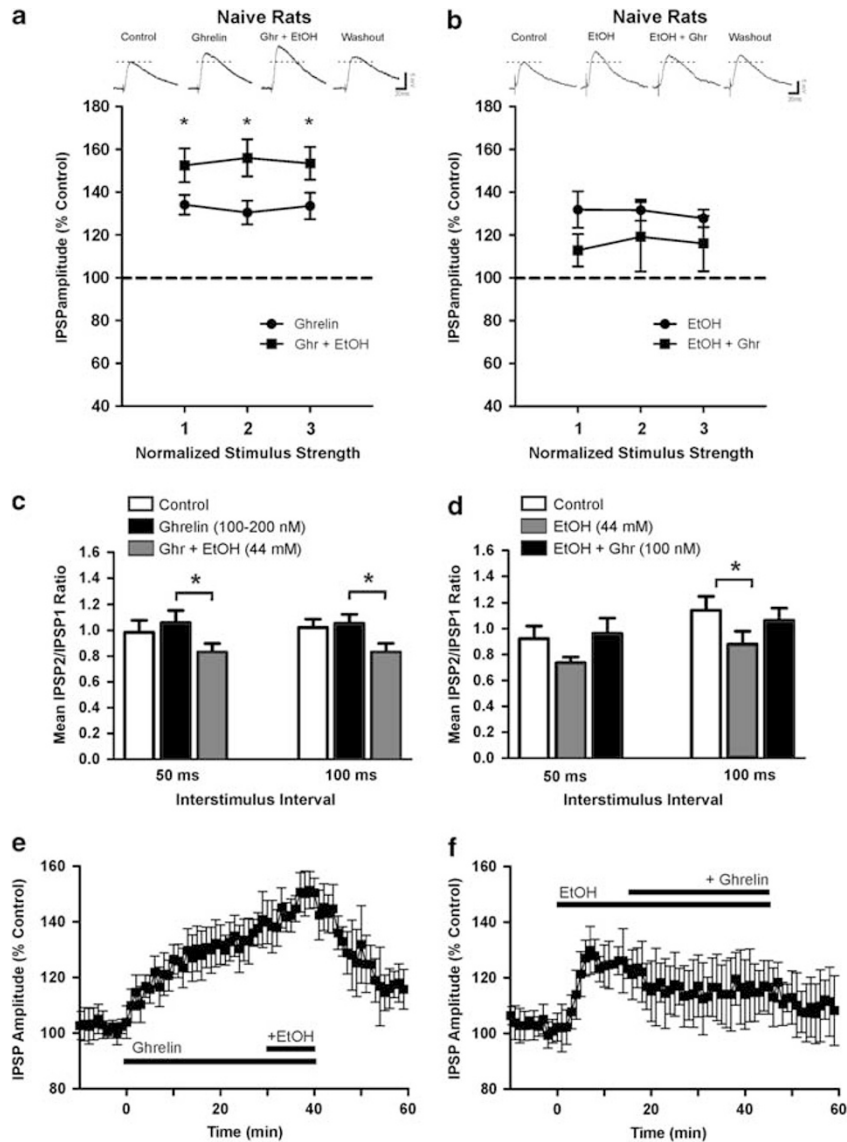 a
Naive Rats
Control Ghrelin Ghr + EtOH Washout
20ms
180
160
140
120
100
80
60
40
* * *
IPSPamplitude (% Control)
Ghrelin
Ghr + EtOH
1 2 3
Normalized Stimulus Strength
b
Naive Rats
Control EtOH EtOH + Ghr Washout
20ms
180
160
140
120
100
80
60
40
IPSPamplitude (% Control)
EtOH
EtOH + Ghr
1 2 3
Normalized Stimulus Strength
c
Control
Ghrelin (100-200 nM)
Ghr + EtOH (44 mM)
1.6
1.4
1.2
1.0
0.8
0.6
0.4
0.2
0.0
* *
Mean IPSP2/IPSP1 Ratio
50 ms 100 ms
Interstimulus Interval
d
Control
EtOH (44 mM)
EtOH + Ghr (100 nM)
1.6
1.4
1.2
1.0
0.8
0.6
0.4
0.2
0.0
*
Mean IPSP2/IPSP1 Ratio
50 ms 100 ms
Interstimulus Interval
e
160
140
120
100
80
IPSP Amplitude (% Control)
+EtOH
Ghrelin
0 20 40 60
Time (min)
f
160
140
120
100
80
IPSP Amplitude (% Control)
+ Ghrelin
EtOH
0 20 40 60
Time (min)